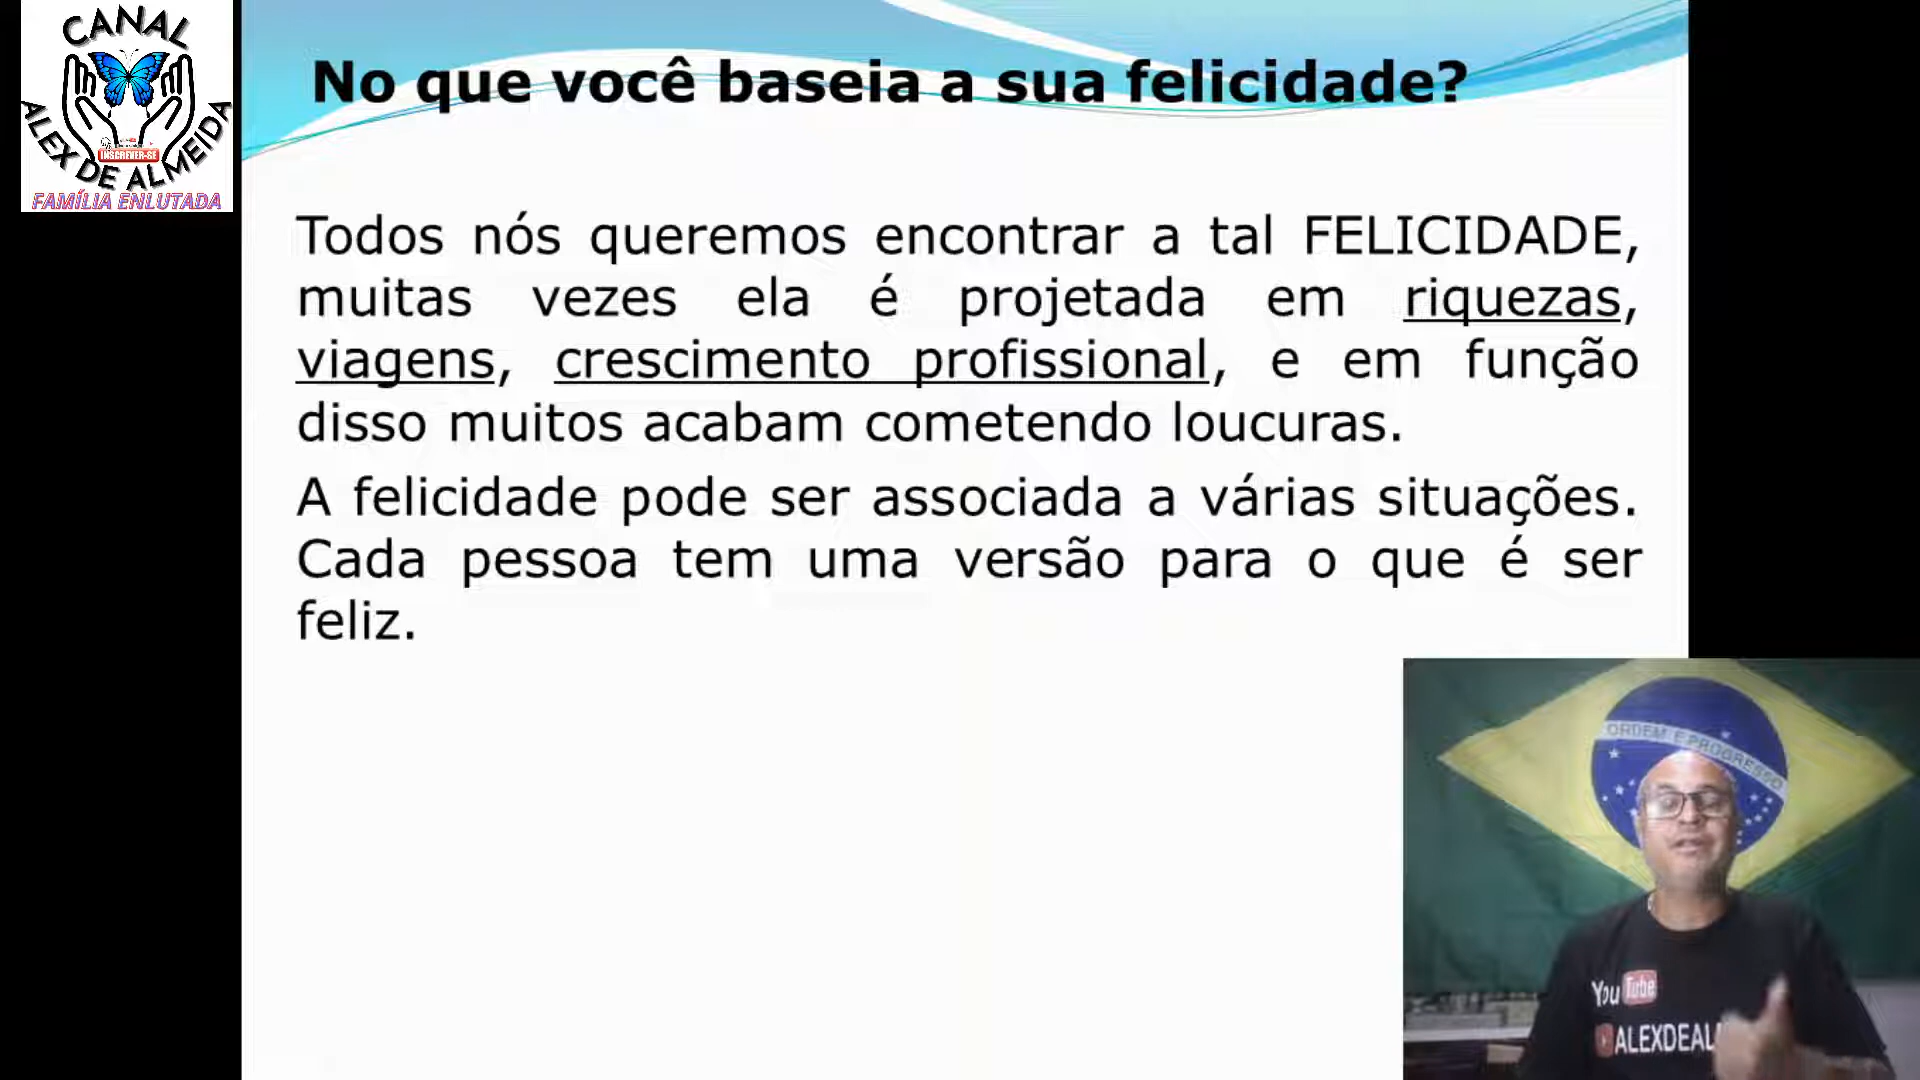 CANAL
ALEX DE ALMEIDA
INSCREVER-SE
FAMÍLIA ENLUTADA
No que você baseia a sua felicidade?
Todos nós queremos encontrar a tal FELICIDADE,
muitas vezes ela é projetada em riquezas,
viagens, crescimento profissional, e em função
disso muitos acabam cometendo loucuras.
A felicidade pode ser associada a várias situações.
Cada pessoa tem uma versão para o que é ser
feliz.
ORDEM E PROGRESSO
YouTube
ALEXDEAL